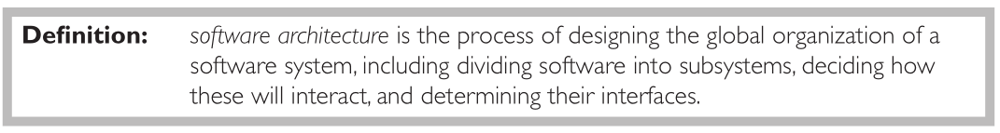 Definition: software architecture is the process of designing the global organization of a
software system, including dividing software into subsystems, deciding how
these will interact, and determining their interfaces.